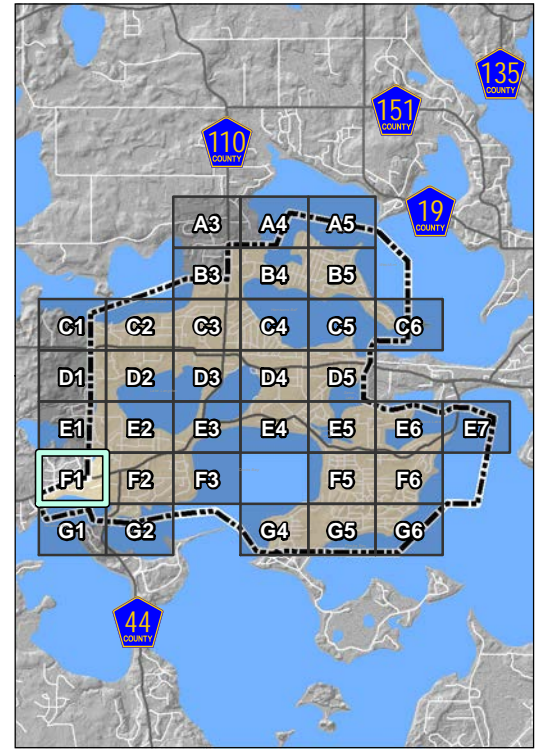 135
COUNTY
151
COUNTY
110
COUNTY
19
COUNTY
A3 A4 A5
B3 B4 B5
C1 C2 C3 C4 C5 C6
D1 D2 D3 D4 D5
E1 E2 E3 E4 E5 E6 E7
F1 F2 F3 F5 F6
G1 G2 G4 G5 G6
44
COUNTY